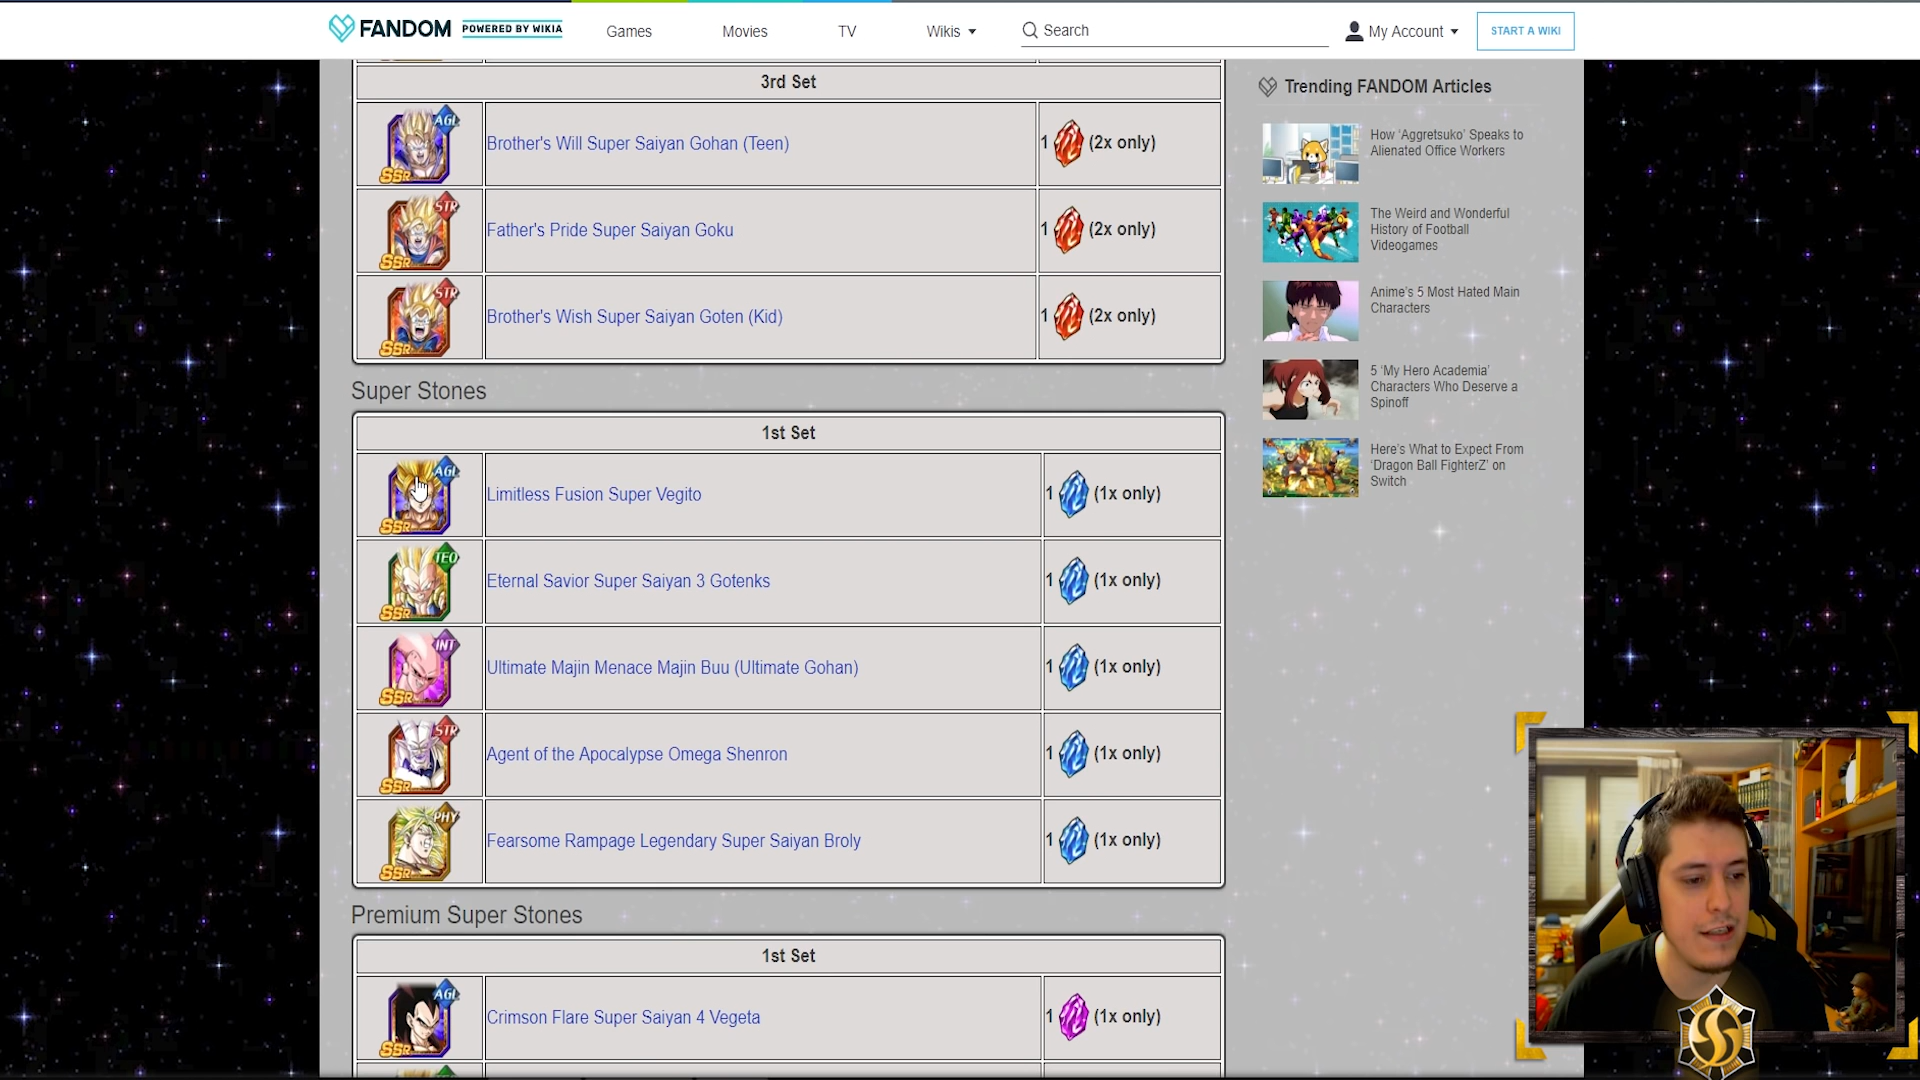 FANDOM POWERED BY WIKIA Games Movies TV Wikis Search My Account START A WIKI
3rd Set
AGL SSR Brother's Will Super Saiyan Gohan (Teen) 1 (2x only)
STR SSR Father's Pride Super Saiyan Goku 1 (2x only)
STR SSR Brother's Wish Super Saiyan Goten (Kid) 1 (2x only)
Super Stones
1st Set
AGL SSR Limitless Fusion Super Vegito 1 (1x only)
TEQ SSR Eternal Savior Super Saiyan 3 Gotenks 1 (1x only)
INT SSR Ultimate Majin Menace Majin Buu (Ultimate Gohan) 1 (1x only)
STR SSR Agent of the Apocalypse Omega Shenron 1 (1x only)
PHY SSR Fearsome Rampage Legendary Super Saiyan Broly 1 (1x only)
Premium Super Stones
1st Set
AGL SSR Crimson Flare Super Saiyan 4 Vegeta 1 (1x only)
Trending FANDOM Articles
How ‘Aggretsuko’ Speaks to
Alienated Office Workers
The Weird and Wonderful
History of Football
Videogames
Anime’s 5 Most Hated Main
Characters
5 ‘My Hero Academia’
Characters Who Deserve a
Spinoff
Here’s What to Expect From
‘Dragon Ball FighterZ’ on
Switch